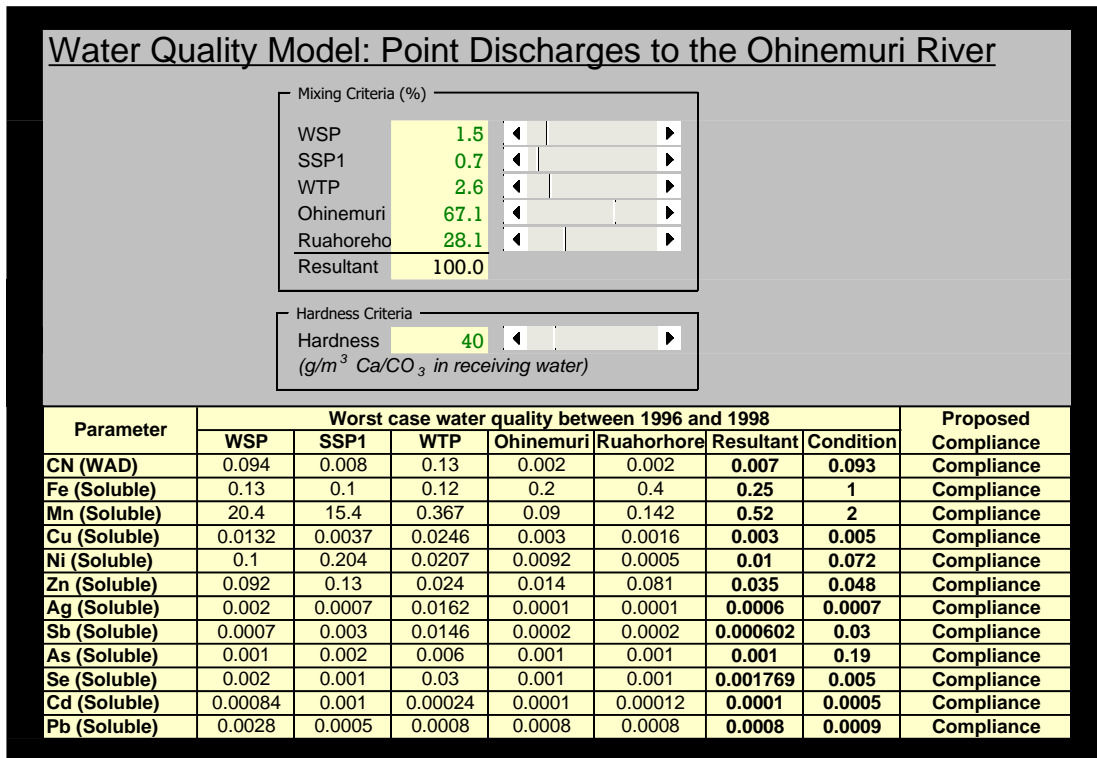 Water Quality Model: Point Discharges to the Ohinemuri River
Mixing Criteria (%)
WSP 1.5
SSP1 0.7
WTP 2.6
Ohinemuri 67.1
Ruahoreho 28.1
Resultant 100.0
Hardness Criteria
Hardness 40
(g/m3 Ca/CO3 in receiving water)
Parameter Worst case water quality between 1996 and 1998 Proposed
WSP SSP1 WTP Ohinemuri Ruahorhore Resultant Condition Compliance
CN (WAD) 0.094 0.008 0.13 0.002 0.002 0.007 0.093 Compliance
Fe (Soluble) 0.13 0.1 0.12 0.2 0.4 0.25 1 Compliance
Mn (Soluble) 20.4 15.4 0.367 0.09 0.142 0.52 2 Compliance
Cu (Soluble) 0.0132 0.0037 0.0246 0.003 0.0016 0.003 0.005 Compliance
Ni (Soluble) 0.1 0.204 0.0207 0.0092 0.0005 0.01 0.072 Compliance
Zn (Soluble) 0.092 0.13 0.024 0.014 0.081 0.035 0.048 Compliance
Ag (Soluble) 0.002 0.0007 0.0162 0.0001 0.0001 0.0006 0.0007 Compliance
Sb (Soluble) 0.0007 0.003 0.0146 0.0002 0.0002 0.000602 0.03 Compliance
As (Soluble) 0.001 0.002 0.006 0.001 0.001 0.001 0.19 Compliance
Se (Soluble) 0.002 0.001 0.03 0.001 0.001 0.001769 0.005 Compliance
Cd (Soluble) 0.00084 0.001 0.00024 0.0001 0.00012 0.0001 0.0005 Compliance
Pb (Soluble) 0.0028 0.0005 0.0008 0.0008 0.0008 0.0008 0.0009 Compliance